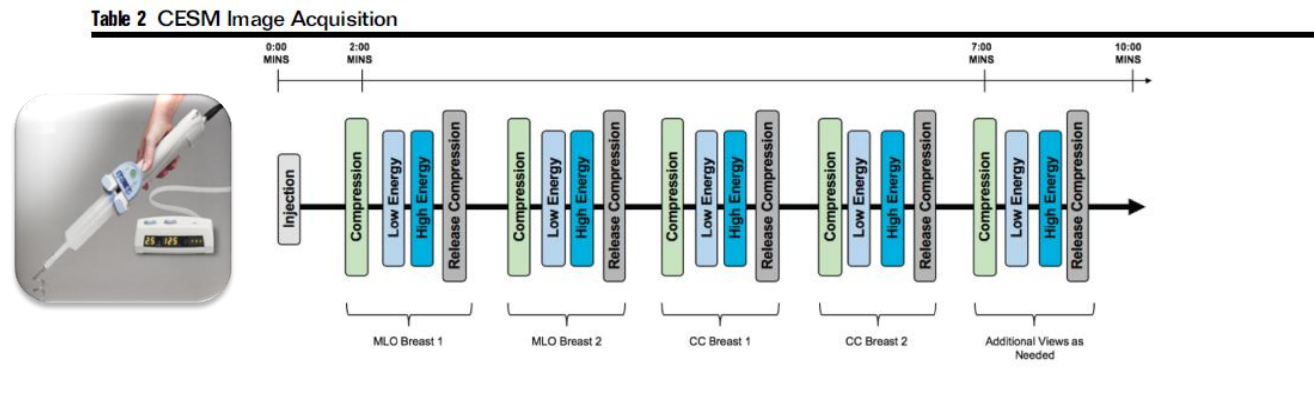 Table 2 CESM Image Acquisition
0:00 MINS
2:00 MINS
7:00 MINS
10:00 MINS
Injection
Compression
Low Energy
High Energy
Release Compression
Compression
Low Energy
High Energy
Release Compression
Compression
Low Energy
High Energy
Release Compression
Compression
Low Energy
High Energy
Release Compression
Compression
Low Energy
High Energy
Release Compression
MLO Breast 1
MLO Breast 2
CC Breast 1
CC Breast 2
Additional Views as
Needed
25 125